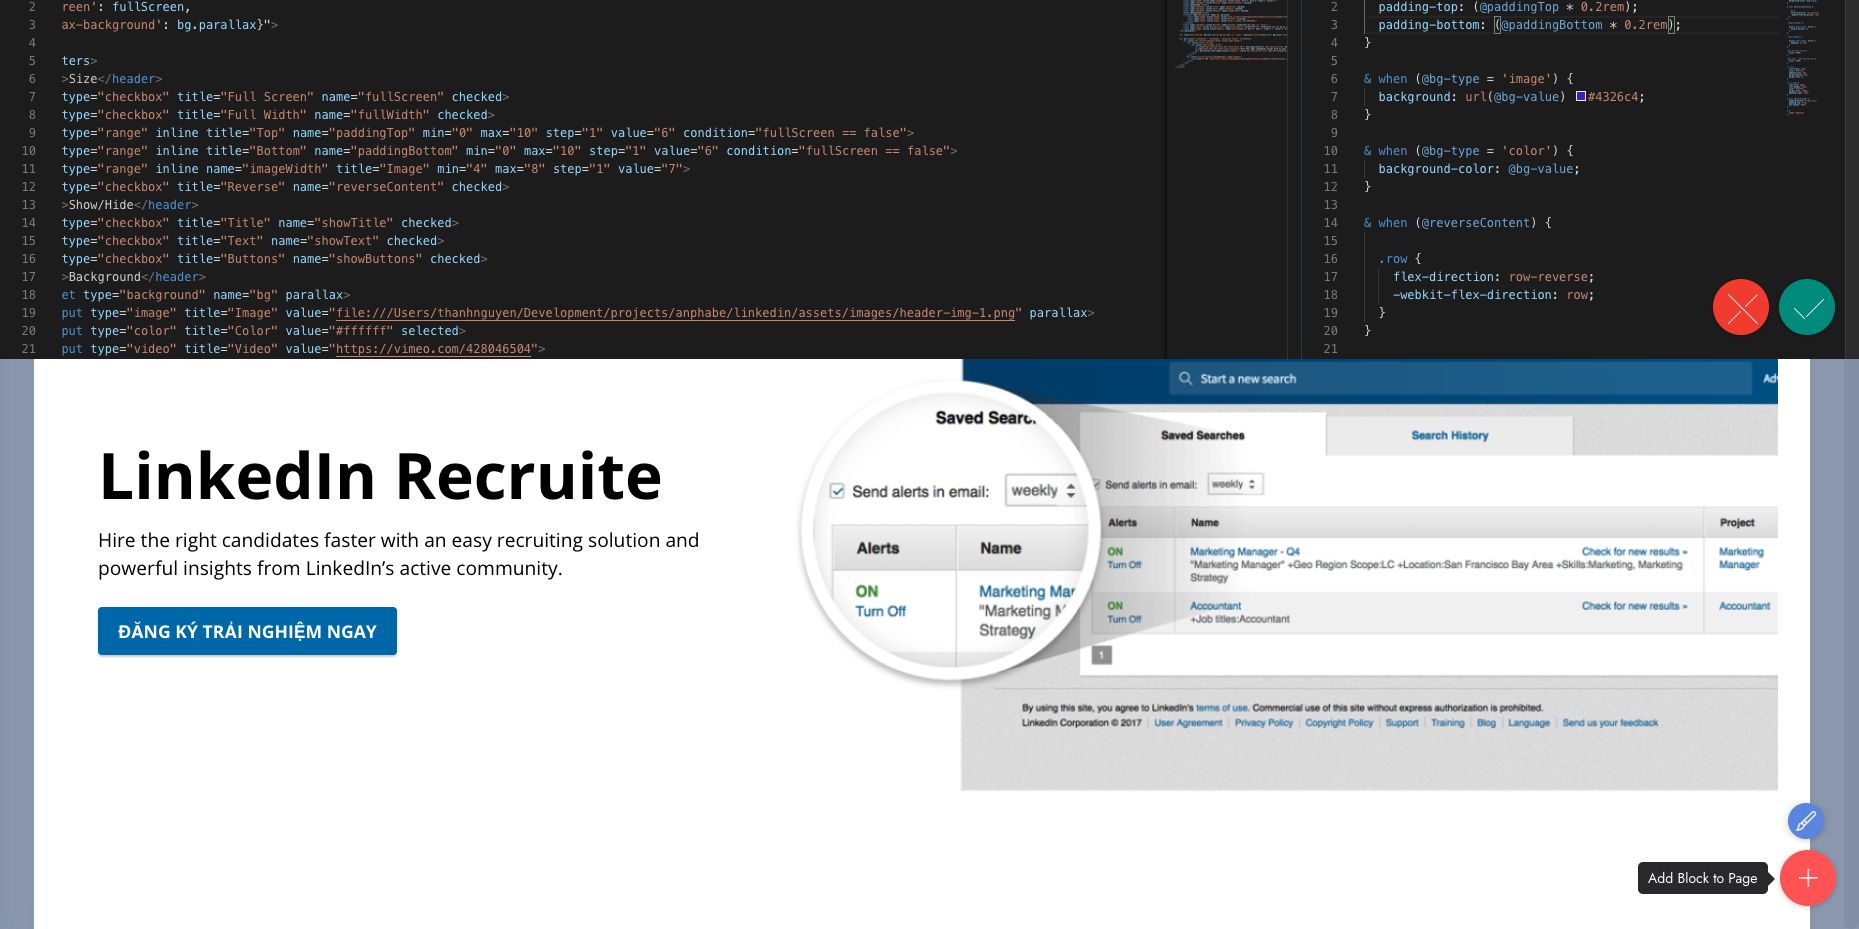 2 reen': fullScreen,
3 ax-background': bg.parallax}">
4
5 ters>
6 >Size</header>
7 type="checkbox" title="Full Screen" name="fullScreen" checked>
8 type="checkbox" title="Full Width" name="fullWidth" checked>
9 type="range" inline title="Top" name="paddingTop" min="0" max="10" step="1" value="6" condition="fullScreen == false">
10 type="range" inline title="Bottom" name="paddingBottom" min="0" max="10" step="1" value="6" condition="fullScreen == false">
11 type="range" inline name="imageWidth" title="Image" min="4" max="8" step="1" value="7">
12 type="checkbox" title="Reverse" name="reverseContent" checked>
13 >Show/Hide</header>
14 type="checkbox" title="Title" name="showTitle" checked>
15 type="checkbox" title="Text" name="showText" checked>
16 type="checkbox" title="Buttons" name="showButtons" checked>
17 >Background</header>
18 et type="background" name="bg" parallax>
19 put type="image" title="Image" value="file:///Users/thanhnguyen/Development/projects/anphabe/linkedin/assets/images/header-img-1.png" parallax>
20 put type="color" title="Color" value="#ffffff" selected>
21 put type="video" title="Video" value="https://vimeo.com/428046504">
2 padding-top: (@paddingTop * 0.2rem);
3 padding-bottom: (@paddingBottom * 0.2rem);
4 }
5
6 & when (@bg-type = 'image') {
7 background: url(@bg-value) #4326c4;
8 }
9
10 & when (@bg-type = 'color') {
11 background-color: @bg-value;
12 }
13
14 & when (@reverseContent) {
15
16 .row {
17 flex-direction: row-reverse;
18 -webkit-flex-direction: row;
19 }
20 }
21
LinkedIn Recruite
Hire the right candidates faster with an easy recruiting solution and
powerful insights from LinkedIn's active community.
ĐĂNG KÝ TRẢI NGHIỆM NGAY
Saved Searc
Send alerts in email: weekly
Alerts Name
ON Marketing Mar
Turn Off "Marketing M
Strategy
Start a new search Adv
Saved Searches Search History
Send alerts in email: weekly
Alerts Name Project
ON Marketing Manager - Q4 Check for new results » Marketing
Turn Off "Marketing Manager" +Geo Region Scope:LC +Location:San Francisco Bay Area +Skills:Marketing, Marketing Manager
Strategy
ON Accountant Check for new results » Accountant
Turn Off +Job titles:Accountant
1
By using this site, you agree to LinkedIn's terms of use. Commercial use of this site without express authorization is prohibited.
LinkedIn Corporation © 2017 User Agreement Privacy Policy Copyright Policy Support Training Blog Language Send us your feedback
Add Block to Page